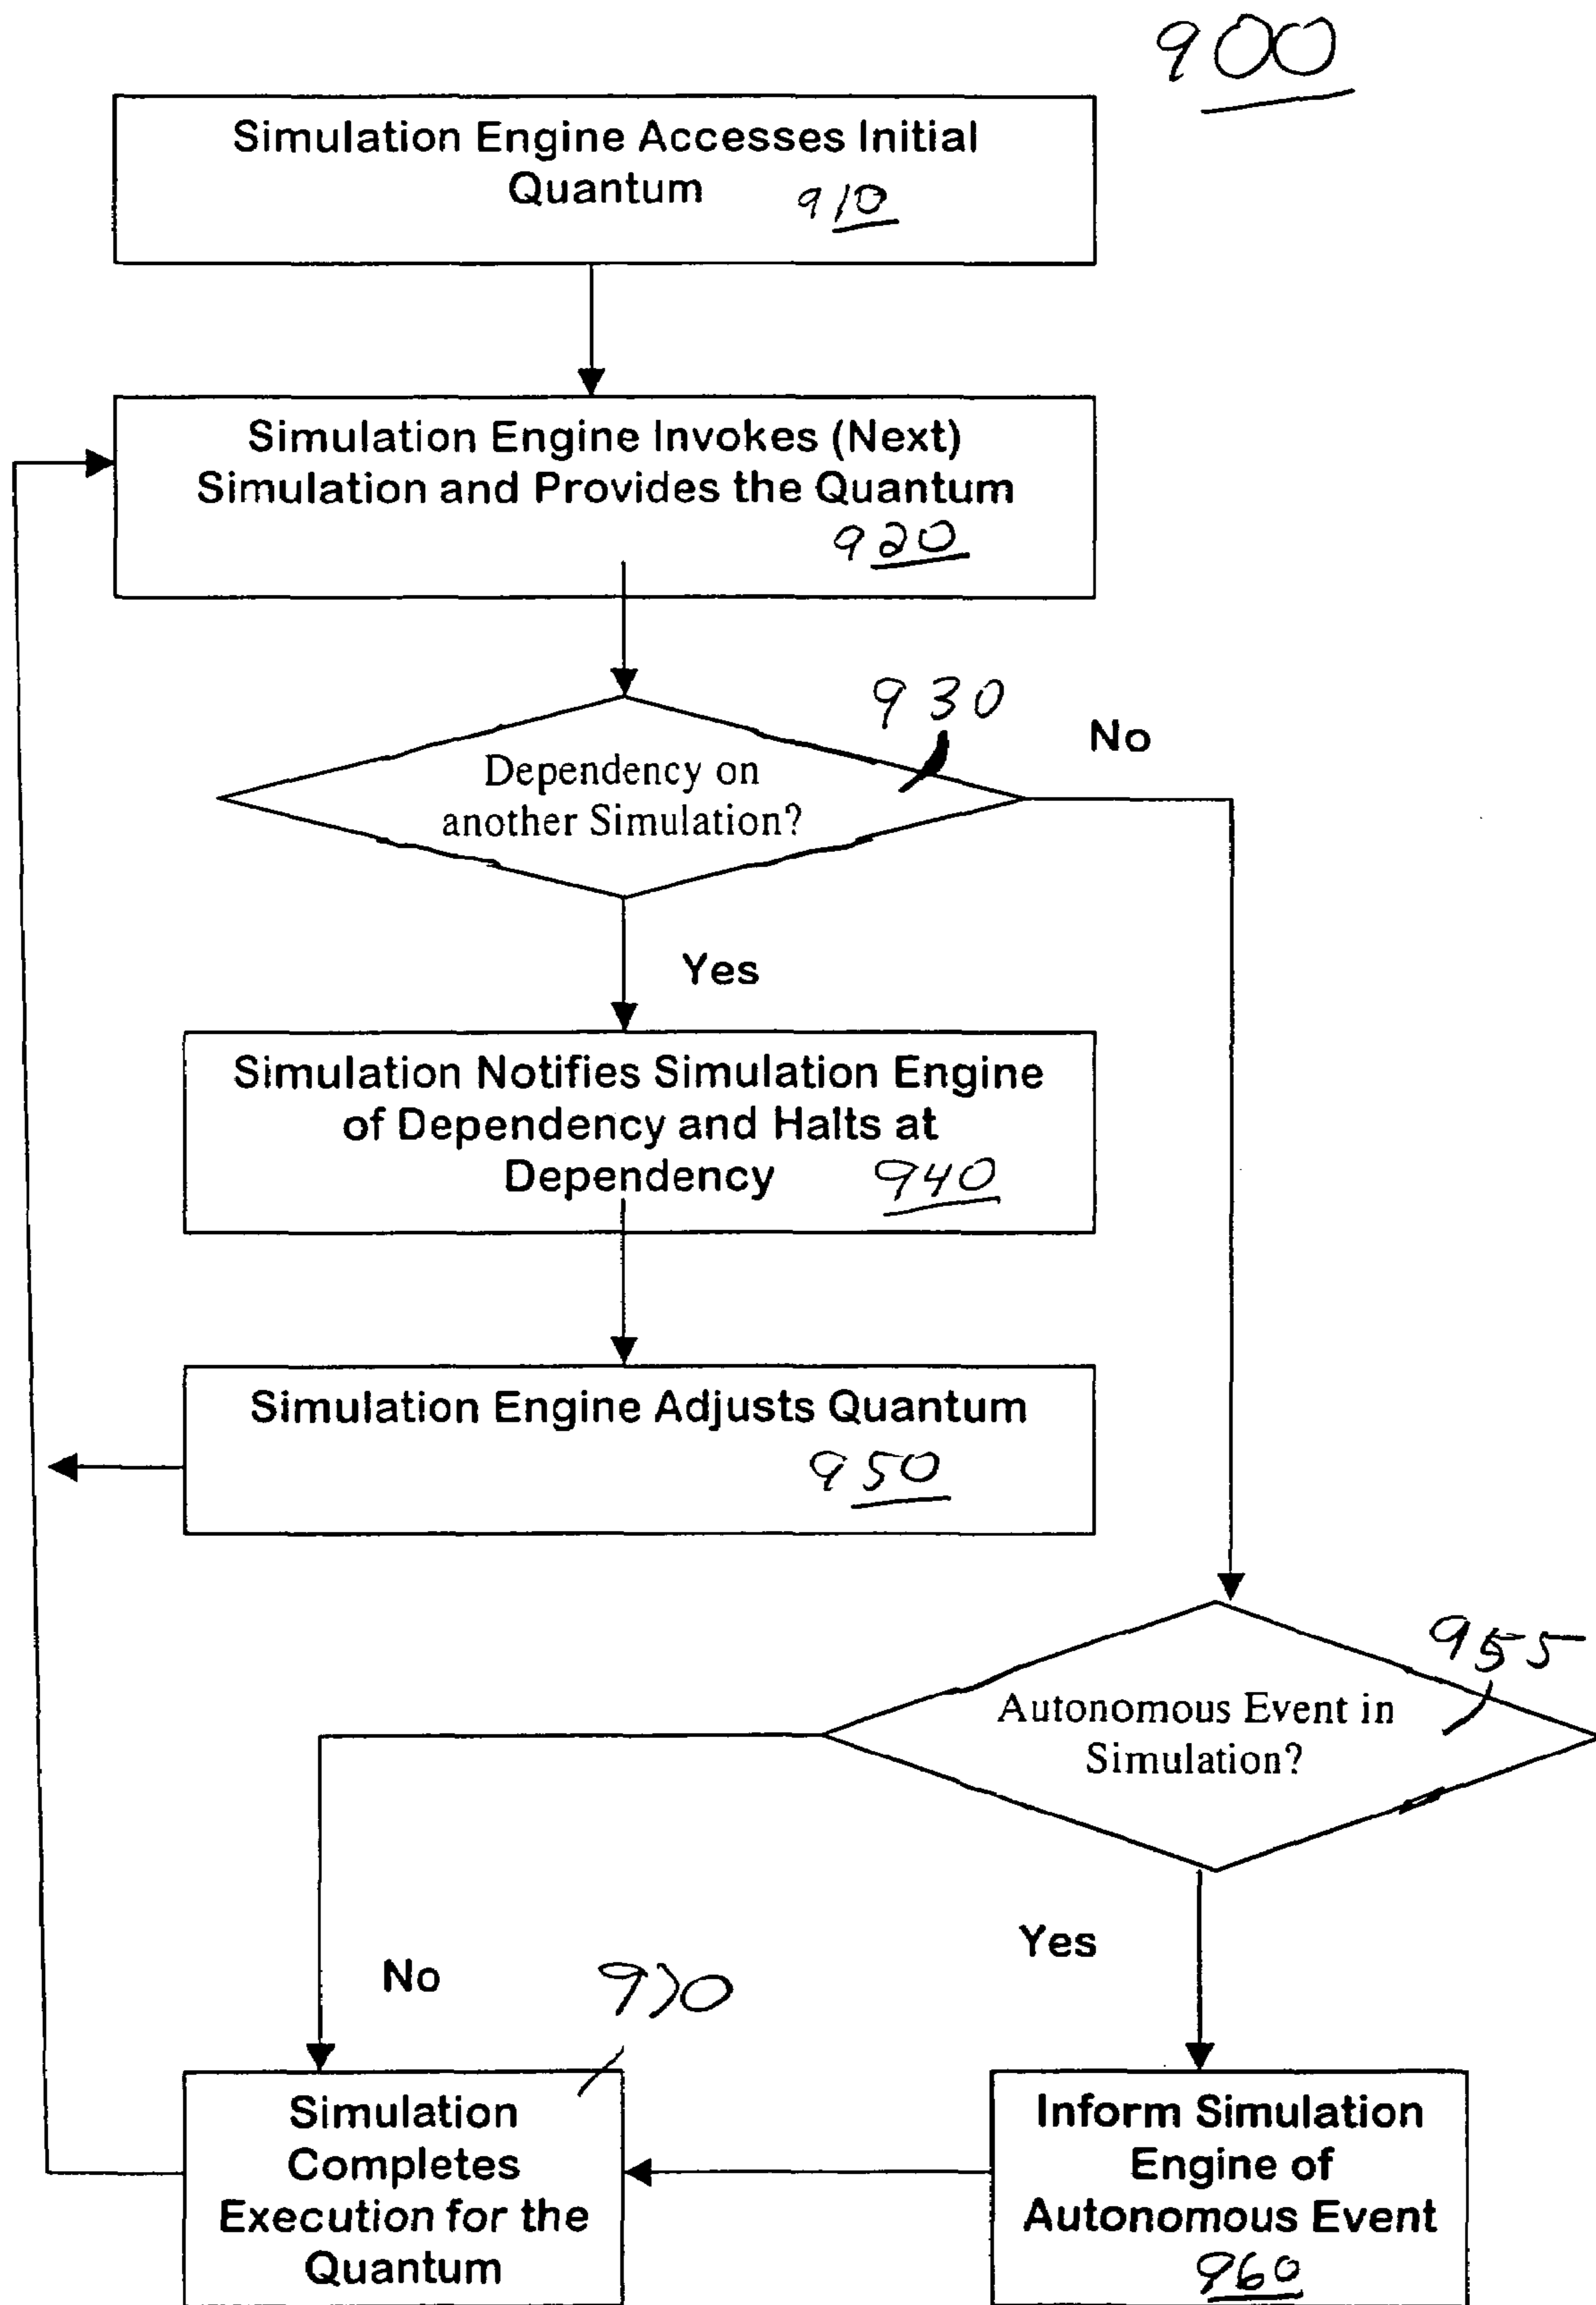 900
Simulation Engine Accesses Initial
Quantum 910
Simulation Engine Invokes (Next)
Simulation and Provides the Quantum
920
930
No
Dependency on
another Simulation?
Yes
Simulation Notifies Simulation Engine
of Dependency and Halts at
Dependency 940
Simulation Engine Adjusts Quantum
950
955
Autonomous Event in
Simulation?
Yes
No
970
Simulation
Completes
Execution for the
Quantum
Inform Simulation
Engine of
Autonomous Event
960